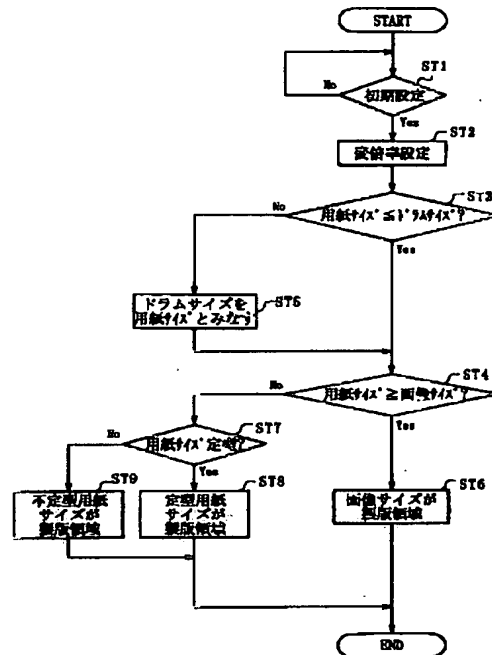 START
ST1
初期設定
No
Yes
ST2
変倍率設定
ST3
用紙サイズ≦ドラムサイズ?
No
Yes
ドラムサイズを
用紙サイズとみなす
ST5
ST4
用紙サイズ≧画像サイズ?
No
Yes
ST7
用紙サイズ定型?
No
Yes
ST9
不定型用紙
サイズが
製版領域
ST8
定型用紙
サイズが
製版領域
ST6
画像サイズが
製版領域
END